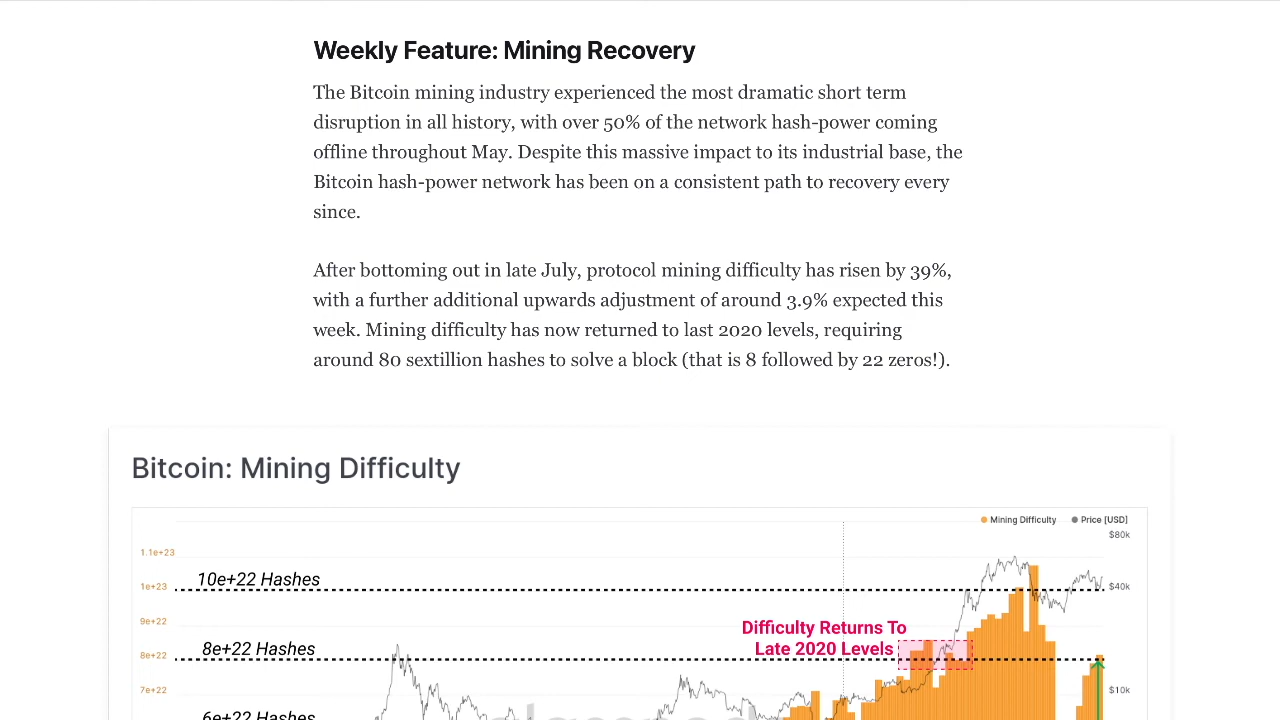 Weekly Feature: Mining Recovery
The Bitcoin mining industry experienced the most dramatic short term
disruption in all history, with over 50% of the network hash-power coming
offline throughout May. Despite this massive impact to its industrial base, the
Bitcoin hash-power network has been on a consistent path to recovery every
since.
After bottoming out in late July, protocol mining difficulty has risen by 39%,
with a further additional upwards adjustment of around 3.9% expected this
week. Mining difficulty has now returned to last 2020 levels, requiring
around 80 sextillion hashes to solve a block (that is 8 followed by 22 zeros!).
Bitcoin: Mining Difficulty
Mining Difficulty Price [USD]
$80k
1.1e+23
10e+22 Hashes
1e+23
$40k
9e+22
Difficulty Returns To
Late 2020 Levels
8e+22 Hashes
8e+22
7e+22
$10k
6e+22 Hashes